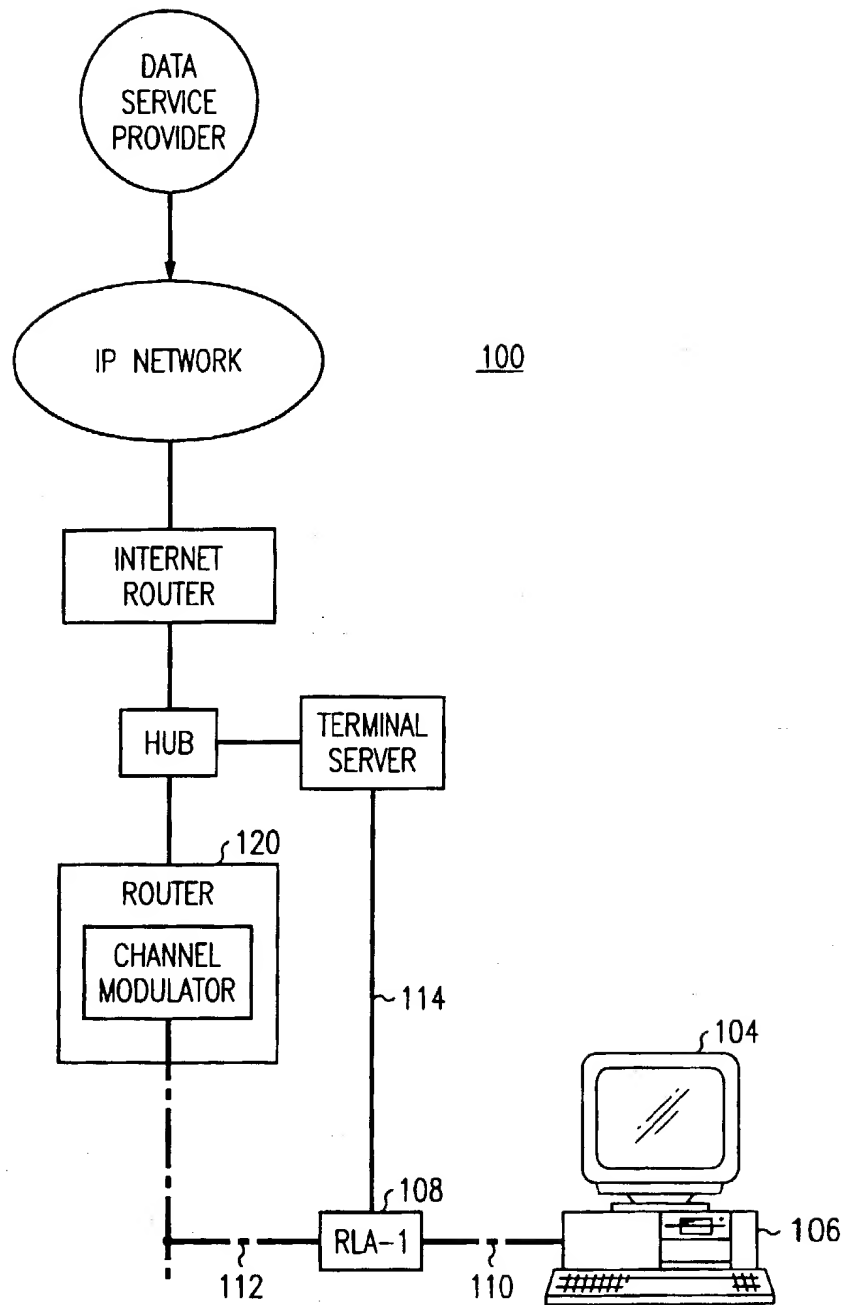 DATA
SERVICE
PROVIDER
IP NETWORK
100
INTERNET
ROUTER
HUB
TERMINAL
SERVER
120
ROUTER
CHANNEL
MODULATOR
114
104
108
RLA-1
106
112
110